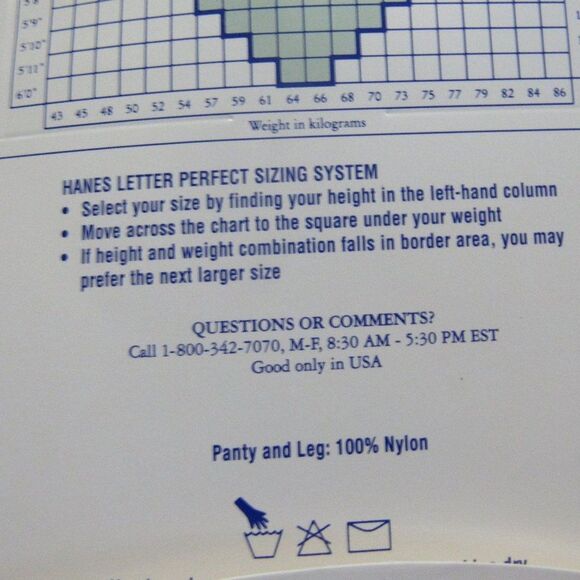 5'9"
5'10"
5'11"
6'0"
43 45 48 50 52 54 57 59 61 64 66 68 70 73 75 77 79 82 84 86
Weight in kilograms
HANES LETTER PERFECT SIZING SYSTEM
• Select your size by finding your height in the left-hand column
• Move across the chart to the square under your weight
• If height and weight combination falls in border area, you may
prefer the next larger size
QUESTIONS OR COMMENTS?
Call 1-800-342-7070, M-F, 8:30 AM - 5:30 PM EST
Good only in USA
Panty and Leg: 100% Nylon